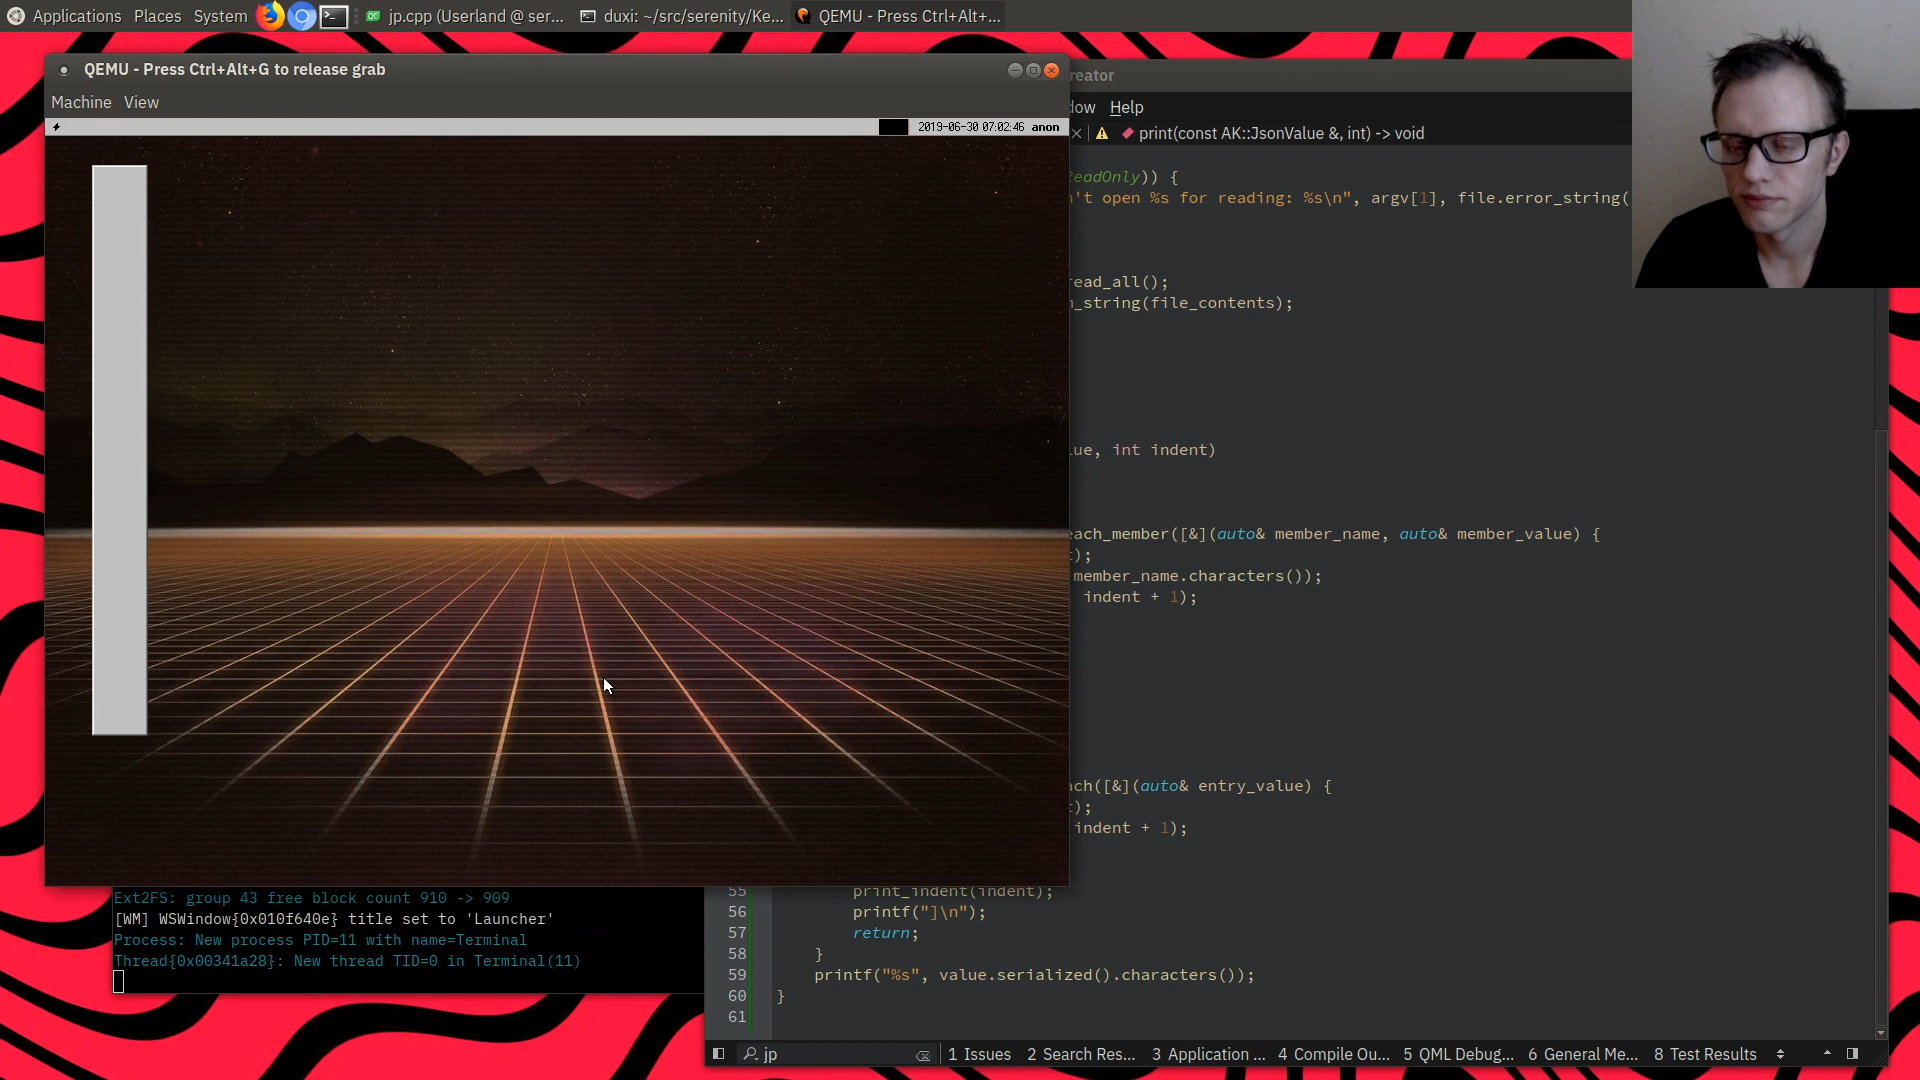 Applications Places System jp.cpp (Userland @ ser... duxi: ~/src/serenity/Ke... QEMU - Press Ctrl+Alt+...
QEMU - Press Ctrl+Alt+G to release grab
Machine View
2019-06-30 07:02:46 anon
reator
dow Help
print(const AK::JsonValue &, int) -> void
ReadOnly)) {
n't open %s for reading: %s\n", argv[1], file.error_string(
read_all();
m_string(file_contents);
lue, int indent)
each_member([&](auto& member_name, auto& member_value) {
t);
member_name.characters());
indent + 1);
ach([&](auto& entry_value) {
t);
indent + 1);
55 print_indent(indent);
56 printf("]\n");
57 return;
58 }
59 printf("%s", value.serialized().characters());
60 }
61
Ext2FS: group 43 free block count 910 -> 909
[WM] WSWindow{0x010f640e} title set to 'Launcher'
Process: New process PID=11 with name=Terminal
Thread{0x00341a28}: New thread TID=0 in Terminal(11)
jp 1 Issues 2 Search Res... 3 Application ... 4 Compile Ou... 5 QML Debug... 6 General Me... 8 Test Results